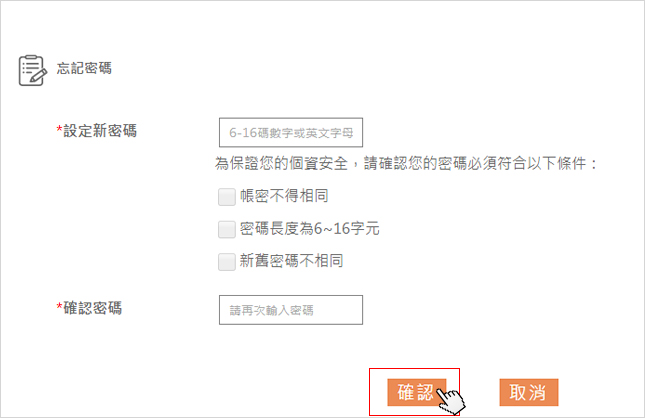 忘記密碼
*設定新密碼
6-16碼數字或英文字母
為保證您的個資安全，請確認您的密碼必須符合以下條件：
帳密不得相同
密碼長度為6~16字元
新舊密碼不相同
*確認密碼
請再次輸入密碼
確認
取消